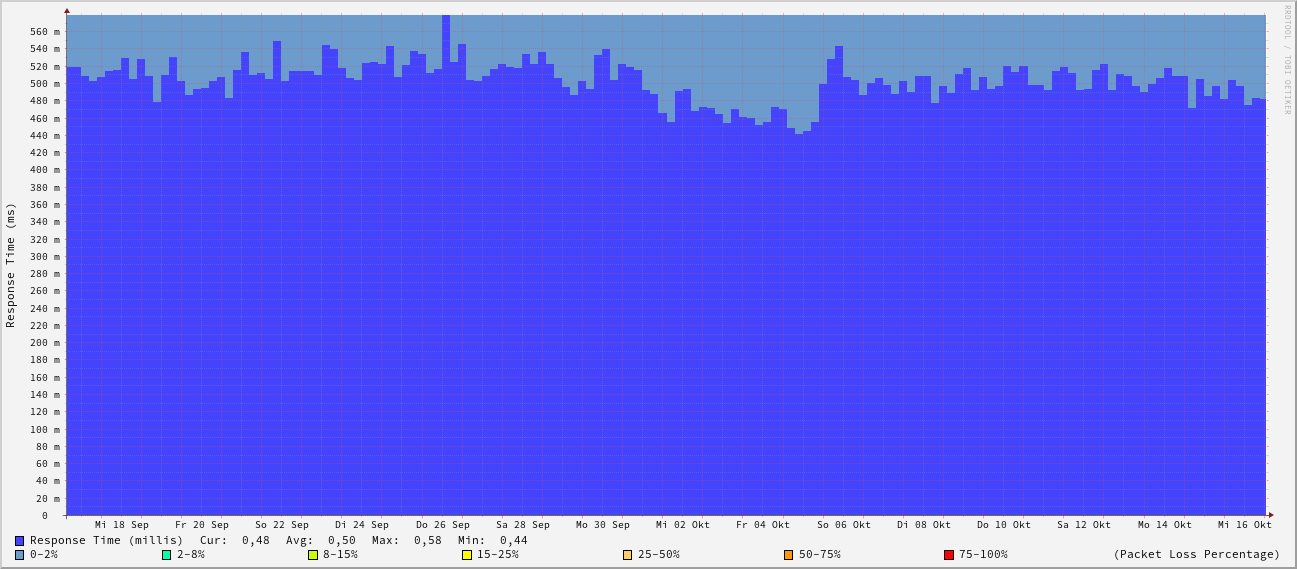 RRDTOOL / TOBI OETIKER
Response Time (ms)
560 m
540 m
520 m
500 m
480 m
460 m
440 m
420 m
400 m
380 m
360 m
340 m
320 m
300 m
280 m
260 m
240 m
220 m
200 m
180 m
160 m
140 m
120 m
100 m
80 m
60 m
40 m
20 m
0
Mi 18 Sep Fr 20 Sep So 22 Sep Di 24 Sep Do 26 Sep Sa 28 Sep Mo 30 Sep Mi 02 Okt Fr 04 Okt So 06 Okt Di 08 Okt Do 10 Okt Sa 12 Okt Mo 14 Okt Mi 16 Okt
Response Time (millis) Cur: 0,48 Avg: 0,50 Max: 0,58 Min: 0,44
0-2% 2-8% 8-15% 15-25% 25-50% 50-75% 75-100% (Packet Loss Percentage)